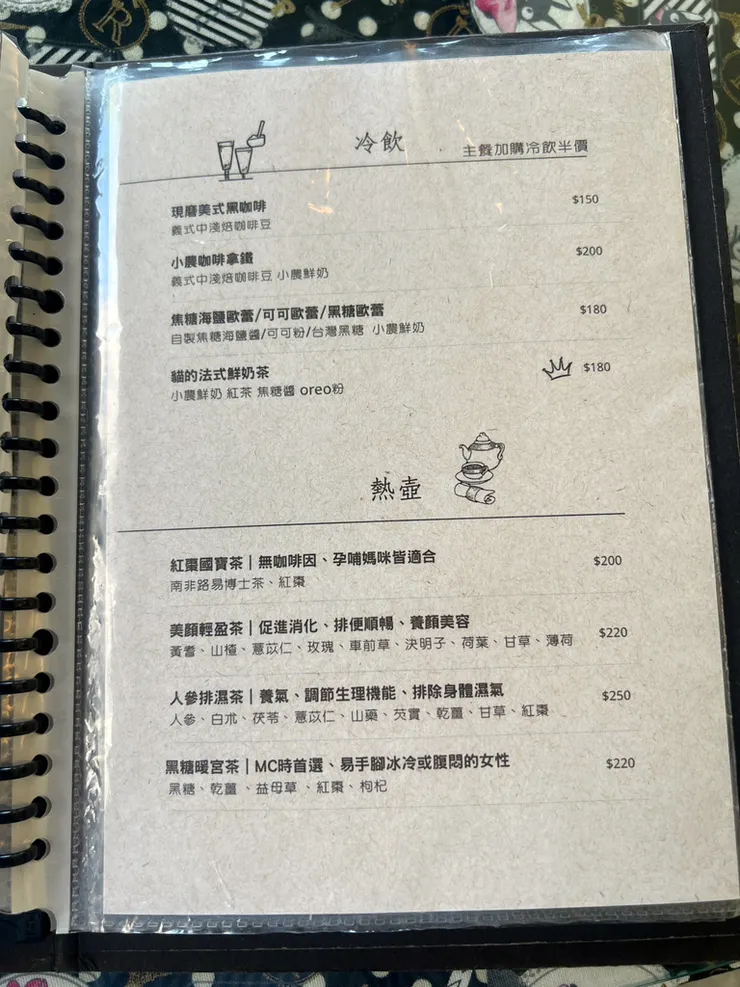 冷飲
主餐加購冷飲半價
現磨美式黑咖啡 $150
義式中淺焙咖啡豆
小農咖啡拿鐵 $200
義式中淺焙咖啡豆 小農鮮奶
焦糖海鹽歐蕾/可可歐蕾/黑糖歐蕾 $180
自製焦糖海鹽醬/可可粉/台灣黑糖 小農鮮奶
貓的法式鮮奶茶 $180
小農鮮奶 紅茶 焦糖醬 oreo粉
熱壺
紅棗國寶茶|無咖啡因、孕哺媽咪皆適合 $200
南非路易博士茶、紅棗
美顏輕盈茶|促進消化、排便順暢、養顏美容 $220
黃耆、山楂、薏苡仁、玫瑰、車前草、決明子、荷葉、甘草、薄荷
人參排濕茶|養氣、調節生理機能、排除身體濕氣 $250
人參、白朮、茯苓、薏苡仁、山藥、芡實、乾薑、甘草、紅棗
黑糖暖宮茶|MC時首選、易手腳冰冷或腹悶的女性 $220
黑糖、乾薑、益母草、紅棗、枸杞